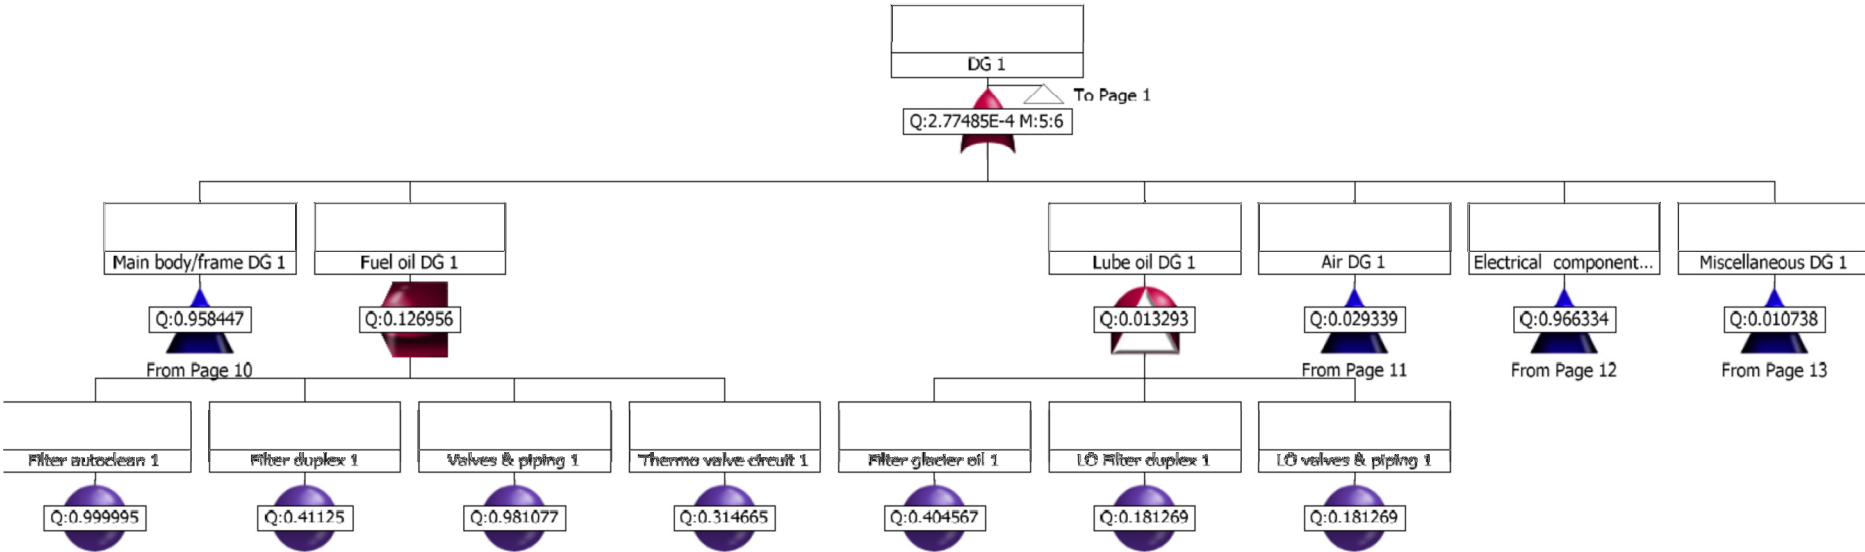 DG 1
To Page 1
Q:2.77485E-4 M:5:6
Main body/frame DG 1
Fuel oil DG 1
Lube oil DG 1
Air DG 1
Electrical component...
Miscellaneous DG 1
Q:0.958447
Q:0.126956
Q:0.013293
Q:0.029339
Q:0.966334
Q:0.010738
From Page 10
From Page 11
From Page 12
From Page 13
Filter autoclean 1
Filter duplex 1
Valves & piping 1
Thermo valve circuit 1
Filter glacier oil 1
LO Filter duplex 1
LO valves & piping 1
Q:0.999995
Q:0.41125
Q:0.981077
Q:0.314665
Q:0.404567
Q:0.181269
Q:0.181269